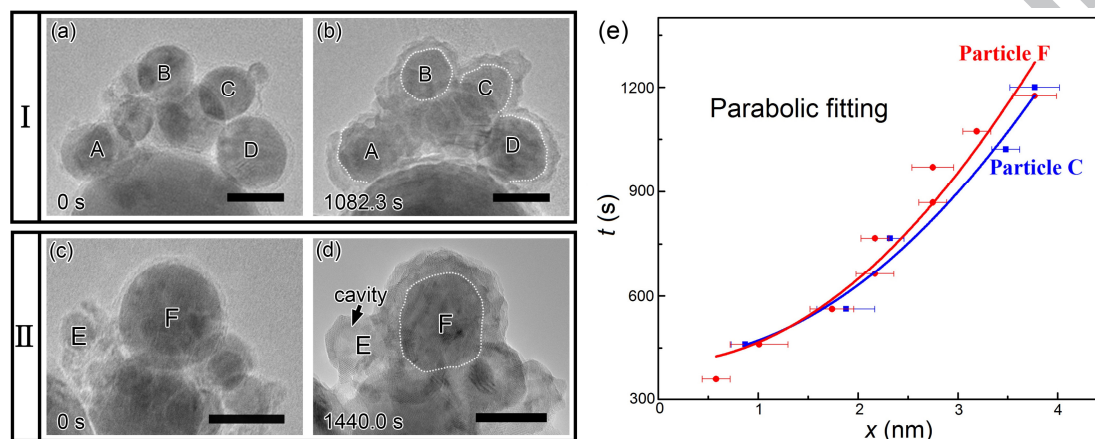 I
(a)
B
C
A
D
0 s
(b)
B
C
A
D
1082.3 s
II
(c)
E
F
0 s
(d)
cavity
E
F
1440.0 s
(e)
Particle F
Parabolic fitting
Particle C
1200
900
600
300
t (s)
0
1
2
3
4
x (nm)